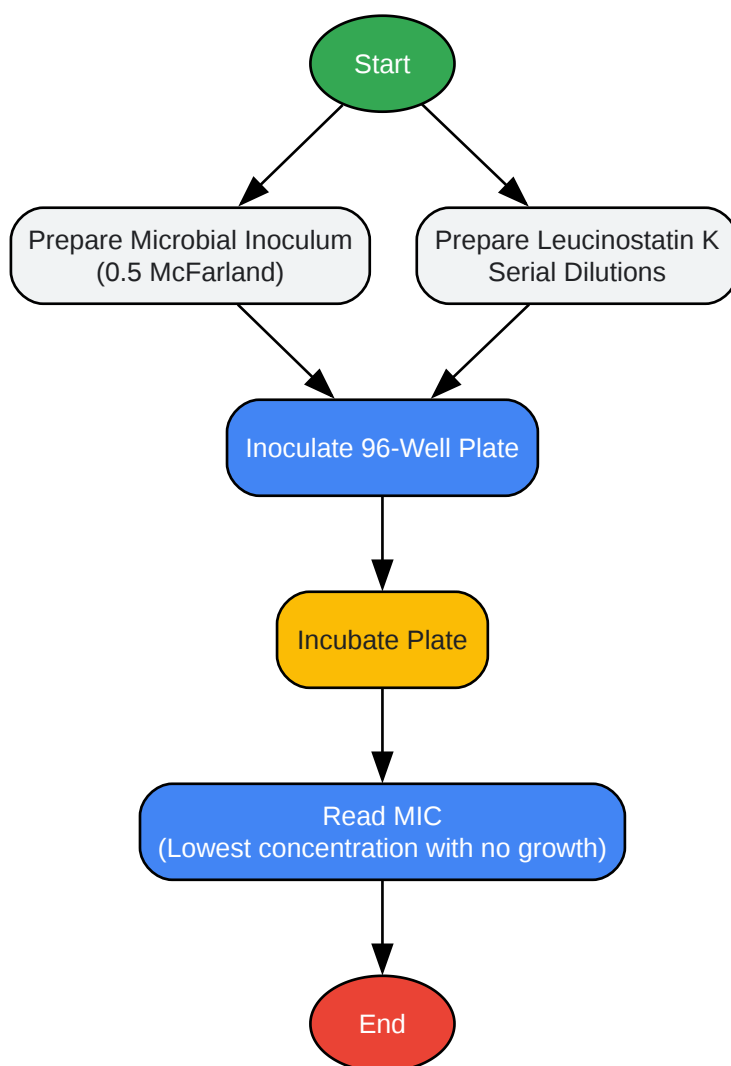 Start
Prepare Microbial Inoculum
(0.5 McFarland)
Prepare Leucinostatin K
Serial Dilutions
Inoculate 96-Well Plate
Incubate Plate
Read MIC
(Lowest concentration with no growth)
End